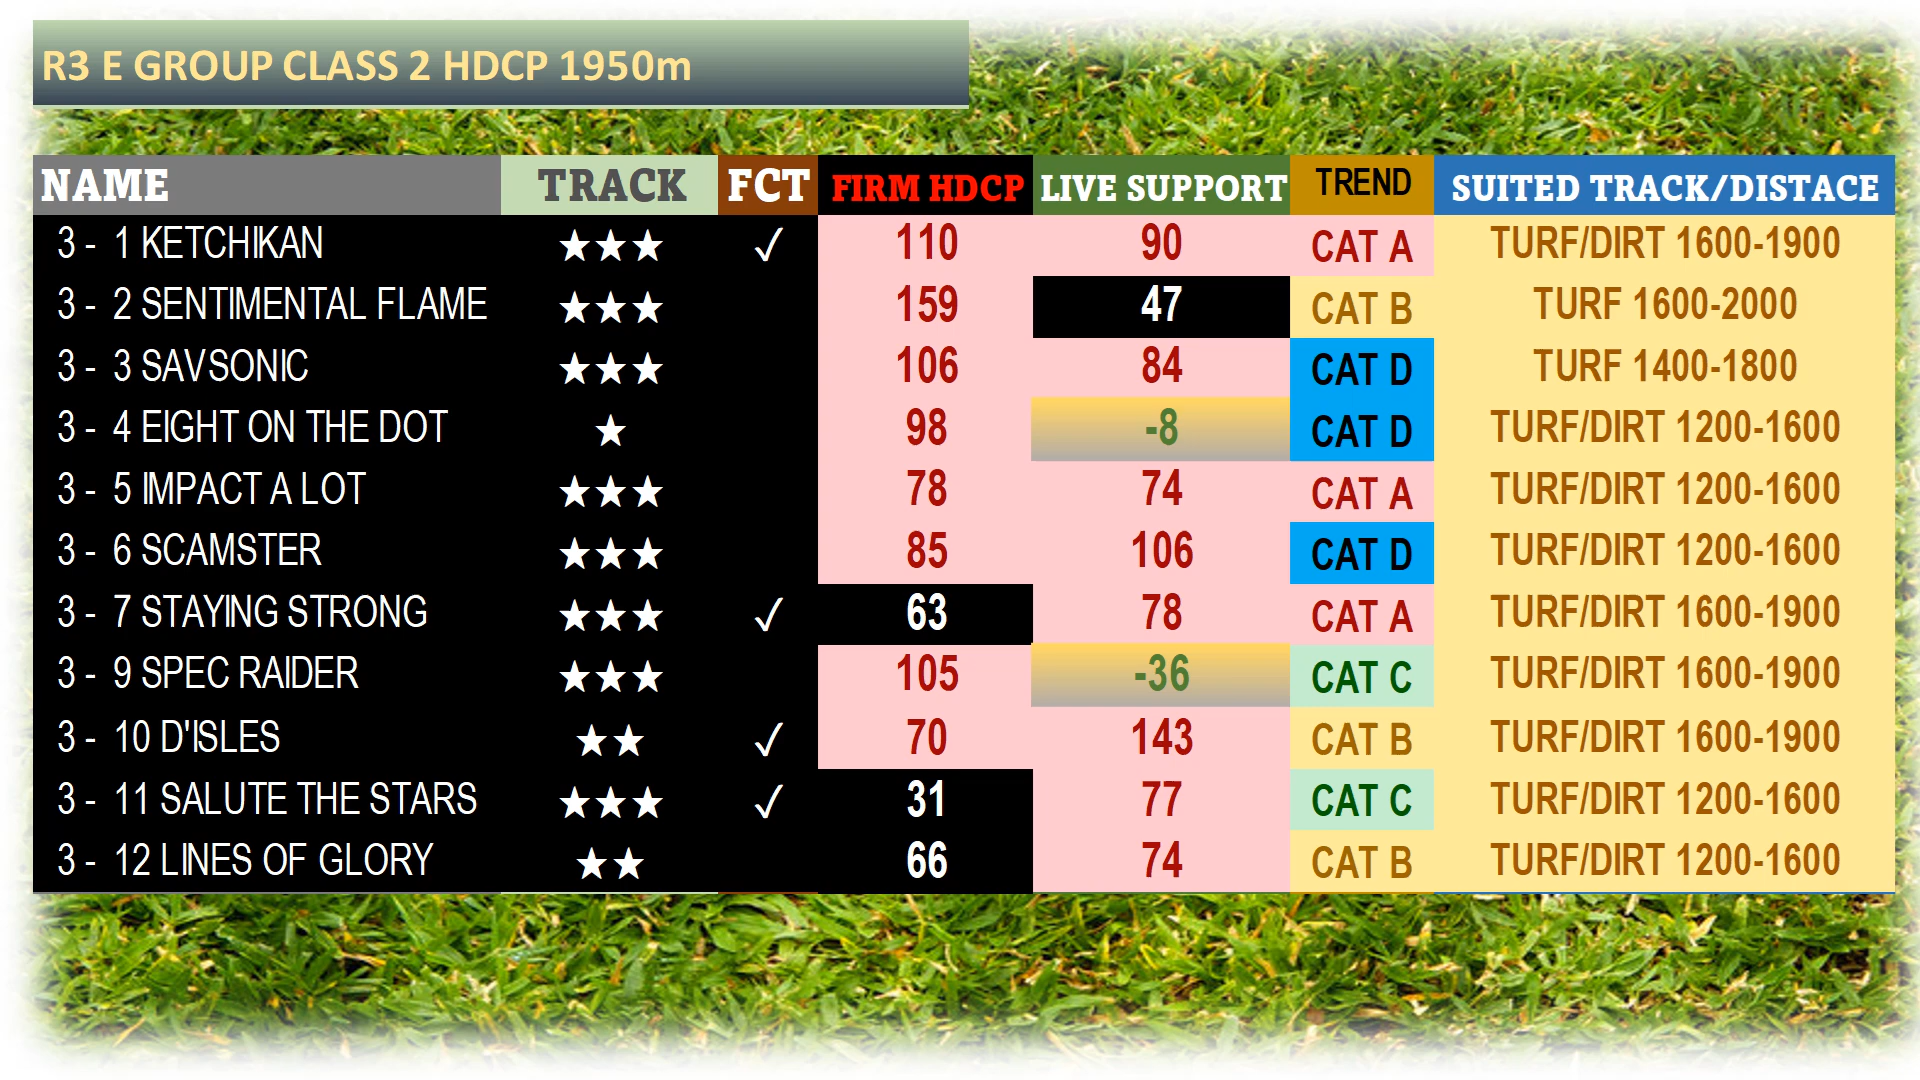 R3 E GROUP CLASS 2 HDCP 1950m
NAME TRACK FCT FIRM HDCP LIVE SUPPORT TREND SUITED TRACK/DISTACE
3 - 1 KETCHIKAN ★★★ ✓ 110 90 CAT A TURF/DIRT 1600-1900
3 - 2 SENTIMENTAL FLAME ★★★ 159 47 CAT B TURF 1600-2000
3 - 3 SAVSONIC ★★★ 106 84 CAT D TURF 1400-1800
3 - 4 EIGHT ON THE DOT ★ 98 -8 CAT D TURF/DIRT 1200-1600
3 - 5 IMPACT A LOT ★★★ 78 74 CAT A TURF/DIRT 1200-1600
3 - 6 SCAMSTER ★★★ 85 106 CAT D TURF/DIRT 1200-1600
3 - 7 STAYING STRONG ★★★ ✓ 63 78 CAT A TURF/DIRT 1600-1900
3 - 9 SPEC RAIDER ★★★ 105 -36 CAT C TURF/DIRT 1600-1900
3 - 10 D'ISLES ★★ ✓ 70 143 CAT B TURF/DIRT 1600-1900
3 - 11 SALUTE THE STARS ★★★ ✓ 31 77 CAT C TURF/DIRT 1200-1600
3 - 12 LINES OF GLORY ★★ 66 74 CAT B TURF/DIRT 1200-1600